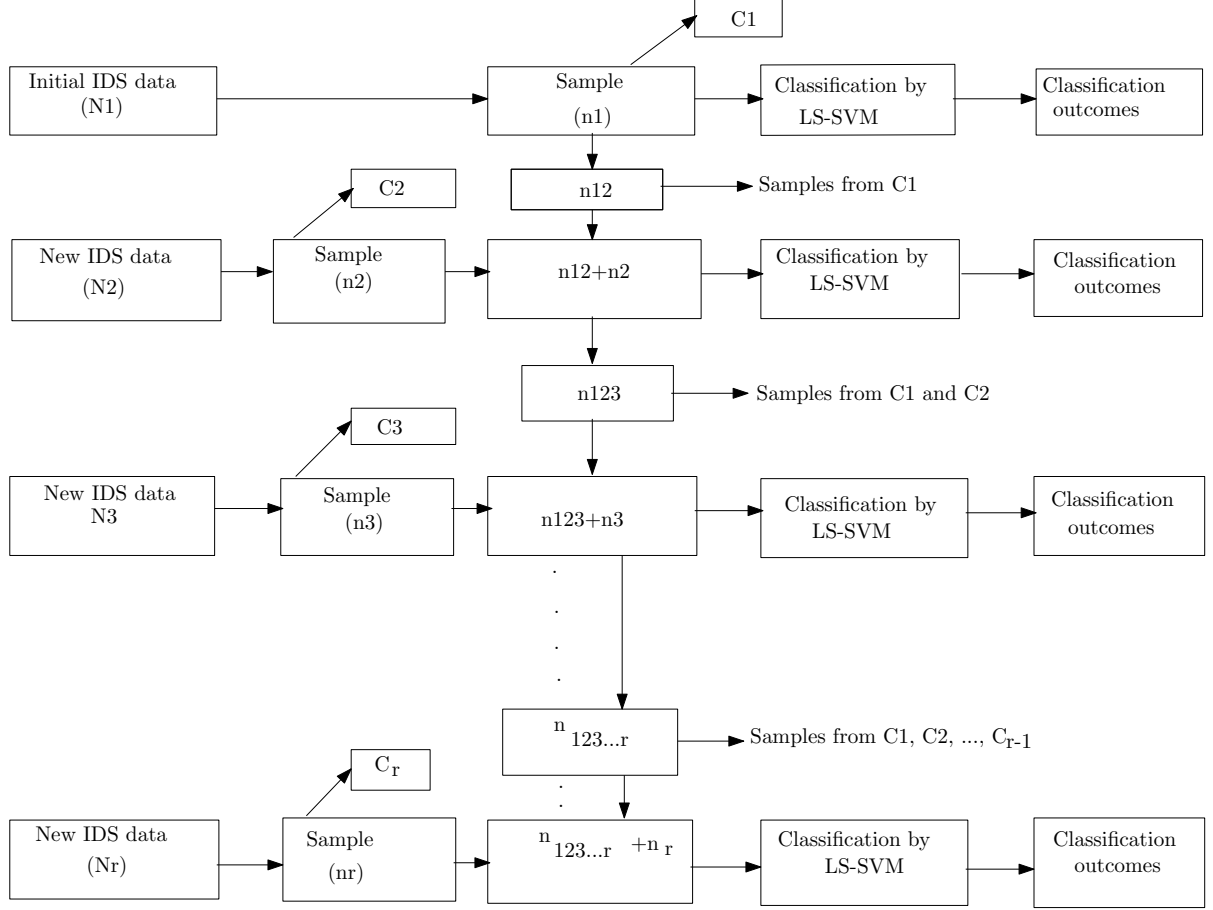 C1
Initial IDS data
(N1)
Sample
(n1)
Classification by
LS-SVM
Classification
outcomes
n12
Samples from C1
C2
New IDS data
(N2)
Sample
(n2)
n12+n2
Classification by
LS-SVM
Classification
outcomes
n123
Samples from C1 and C2
C3
New IDS data
N3
Sample
(n3)
n123+n3
Classification by
LS-SVM
Classification
outcomes
n 123...r
Samples from C1, C2, ..., Cr-1
Cr
New IDS data
(Nr)
Sample
(nr)
n 123...r +n r
Classification by
LS-SVM
Classification
outcomes